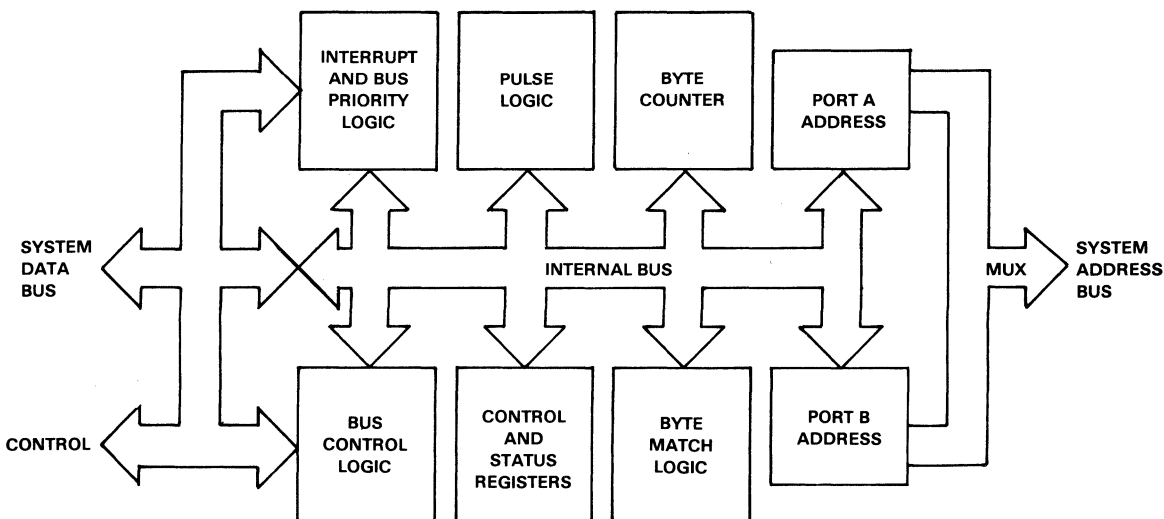 INTERRUPT
AND BUS
PRIORITY
LOGIC
PULSE
LOGIC
BYTE
COUNTER
PORT A
ADDRESS
SYSTEM
DATA
BUS
INTERNAL BUS
MUX
SYSTEM
ADDRESS
BUS
CONTROL
BUS
CONTROL
LOGIC
CONTROL
AND
STATUS
REGISTERS
BYTE
MATCH
LOGIC
PORT B
ADDRESS